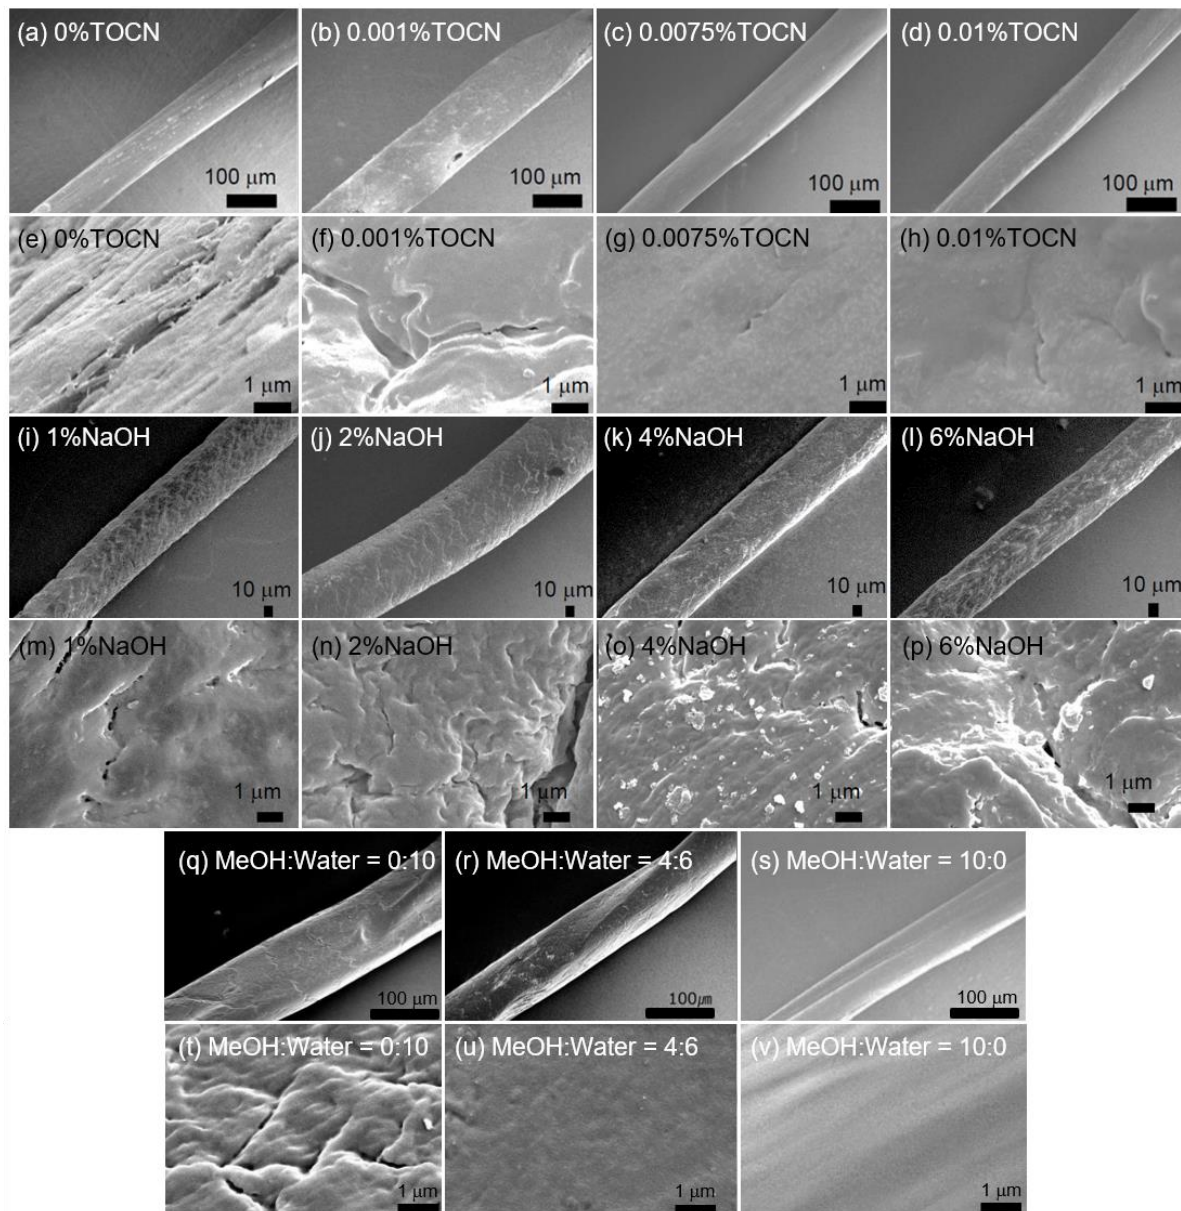 (a) 0%TOCN
(b) 0.001%TOCN
(c) 0.0075%TOCN
(d) 0.01%TOCN
100 μm
100 μm
100 μm
100 μm
(e) 0%TOCN
(f) 0.001%TOCN
(g) 0.0075%TOCN
(h) 0.01%TOCN
1 μm
1 μm
1 μm
1 μm
(i) 1%NaOH
(j) 2%NaOH
(k) 4%NaOH
(l) 6%NaOH
10 μm
10 μm
10 μm
10 μm
(m) 1%NaOH
(n) 2%NaOH
(o) 4%NaOH
(p) 6%NaOH
1 μm
1 μm
1 μm
1 μm
(q) MeOH:Water = 0:10
(r) MeOH:Water = 4:6
(s) MeOH:Water = 10:0
100 μm
100μm
100 μm
(t) MeOH:Water = 0:10
(u) MeOH:Water = 4:6
(v) MeOH:Water = 10:0
1 μm
1 μm
1 μm